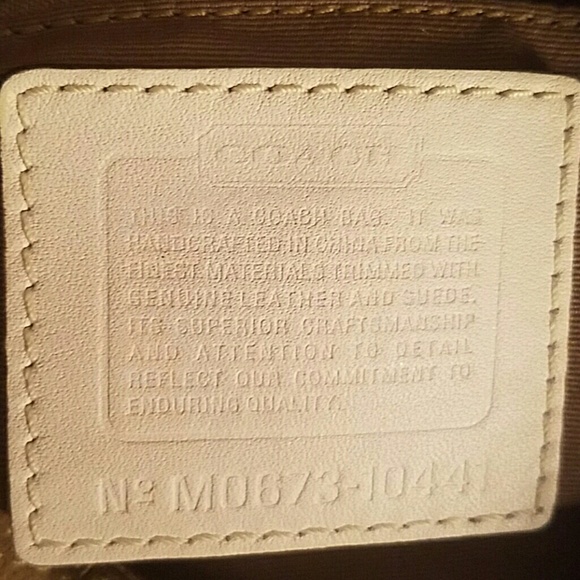 COACH
THIS IS A COACH BAG. IT WAS
HANDCRAFTED IN CHINA FROM THE
FINEST MATERIALS TRIMMED WITH
GENUINE LEATHER AND SUEDE.
ITS SUPERIOR CRAFTSMANSHIP
AND ATTENTION TO DETAIL
REFLECT OUR COMMITMENT TO
ENDURING QUALITY.
Nº M0673-10441